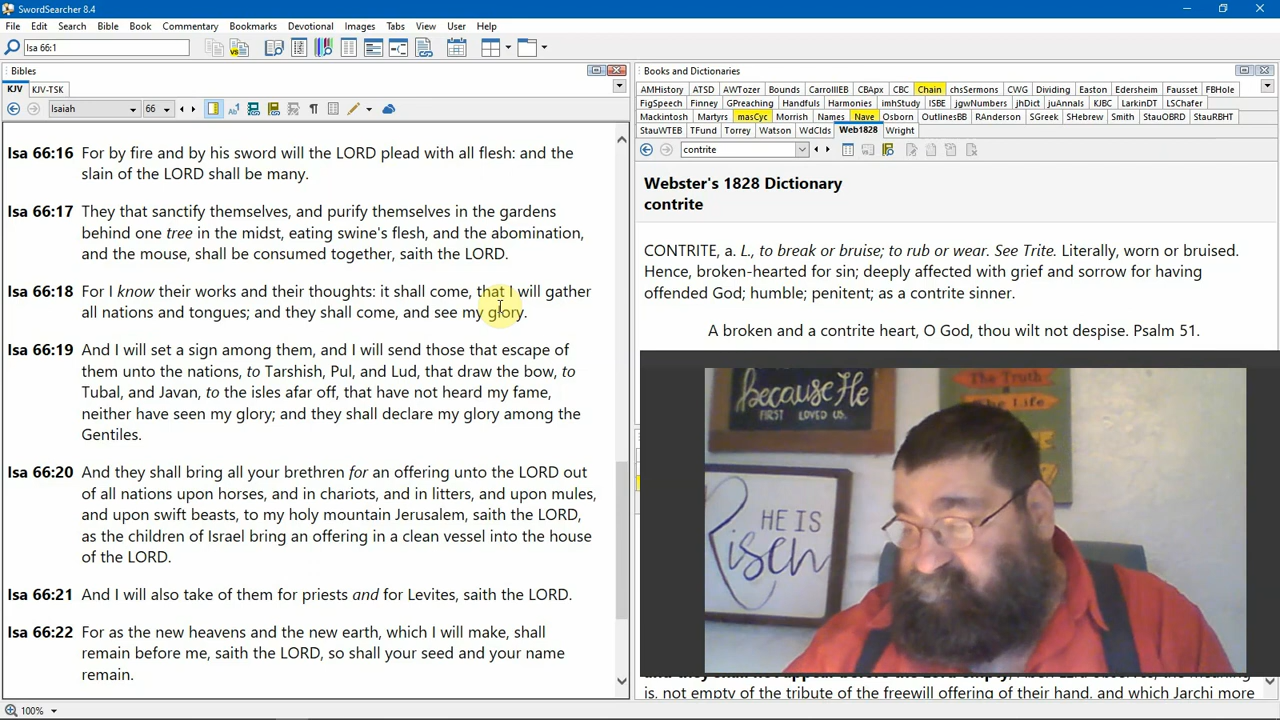 SwordSearcher 8.4
File Edit Search Bible Book Commentary Bookmarks Devotional Images Tabs View User Help
Isa 66:1
Bibles
KJV KJV-TSK
Isaiah 66
Isa 66:16 For by fire and by his sword will the LORD plead with all flesh: and the
slain of the LORD shall be many.
Isa 66:17 They that sanctify themselves, and purify themselves in the gardens
behind one tree in the midst, eating swine's flesh, and the abomination,
and the mouse, shall be consumed together, saith the LORD.
Isa 66:18 For I know their works and their thoughts: it shall come, that I will gather
all nations and tongues; and they shall come, and see my glory.
Isa 66:19 And I will set a sign among them, and I will send those that escape of
them unto the nations, to Tarshish, Pul, and Lud, that draw the bow, to
Tubal, and Javan, to the isles afar off, that have not heard my fame,
neither have seen my glory; and they shall declare my glory among the
Gentiles.
Isa 66:20 And they shall bring all your brethren for an offering unto the LORD out
of all nations upon horses, and in chariots, and in litters, and upon mules,
and upon swift beasts, to my holy mountain Jerusalem, saith the LORD,
as the children of Israel bring an offering in a clean vessel into the house
of the LORD.
Isa 66:21 And I will also take of them for priests and for Levites, saith the LORD.
Isa 66:22 For as the new heavens and the new earth, which I will make, shall
remain before me, saith the LORD, so shall your seed and your name
remain.
100%
Books and Dictionaries
AMHistory ATSD AWTozer Bounds CarrollEB CBApx CBC Chain chsSermons CWG Dividing Easton Edersheim Fausset FBHole
FigSpeech Finney GPreaching Handfuls Harmonies imhStudy ISBE jgwNumbers jhDict juAnnals KJBC LarkinDT LSChafer
Mackintosh Martyrs masCyc Morrish Names Nave Osborn OutlinesBB RAnderson SGreek SHebrew Smith StauOBRD StauRBHT
StauWTEB TFund Torrey Watson WdClds Web1828 Wright
contrite
Webster's 1828 Dictionary
contrite
CONTRITE, a. L., to break or bruise; to rub or wear. See Trite. Literally, worn or bruised.
Hence, broken-hearted for sin; deeply affected with grief and sorrow for having
offended God; humble; penitent; as a contrite sinner.
A broken and a contrite heart, O God, thou wilt not despise. Psalm 51.
Because He
FIRST LOVED US.
The Truth
The Life
HE IS
Risen
is, not empty of the tribute of the freewill offering of their hand, and which Jarchi more